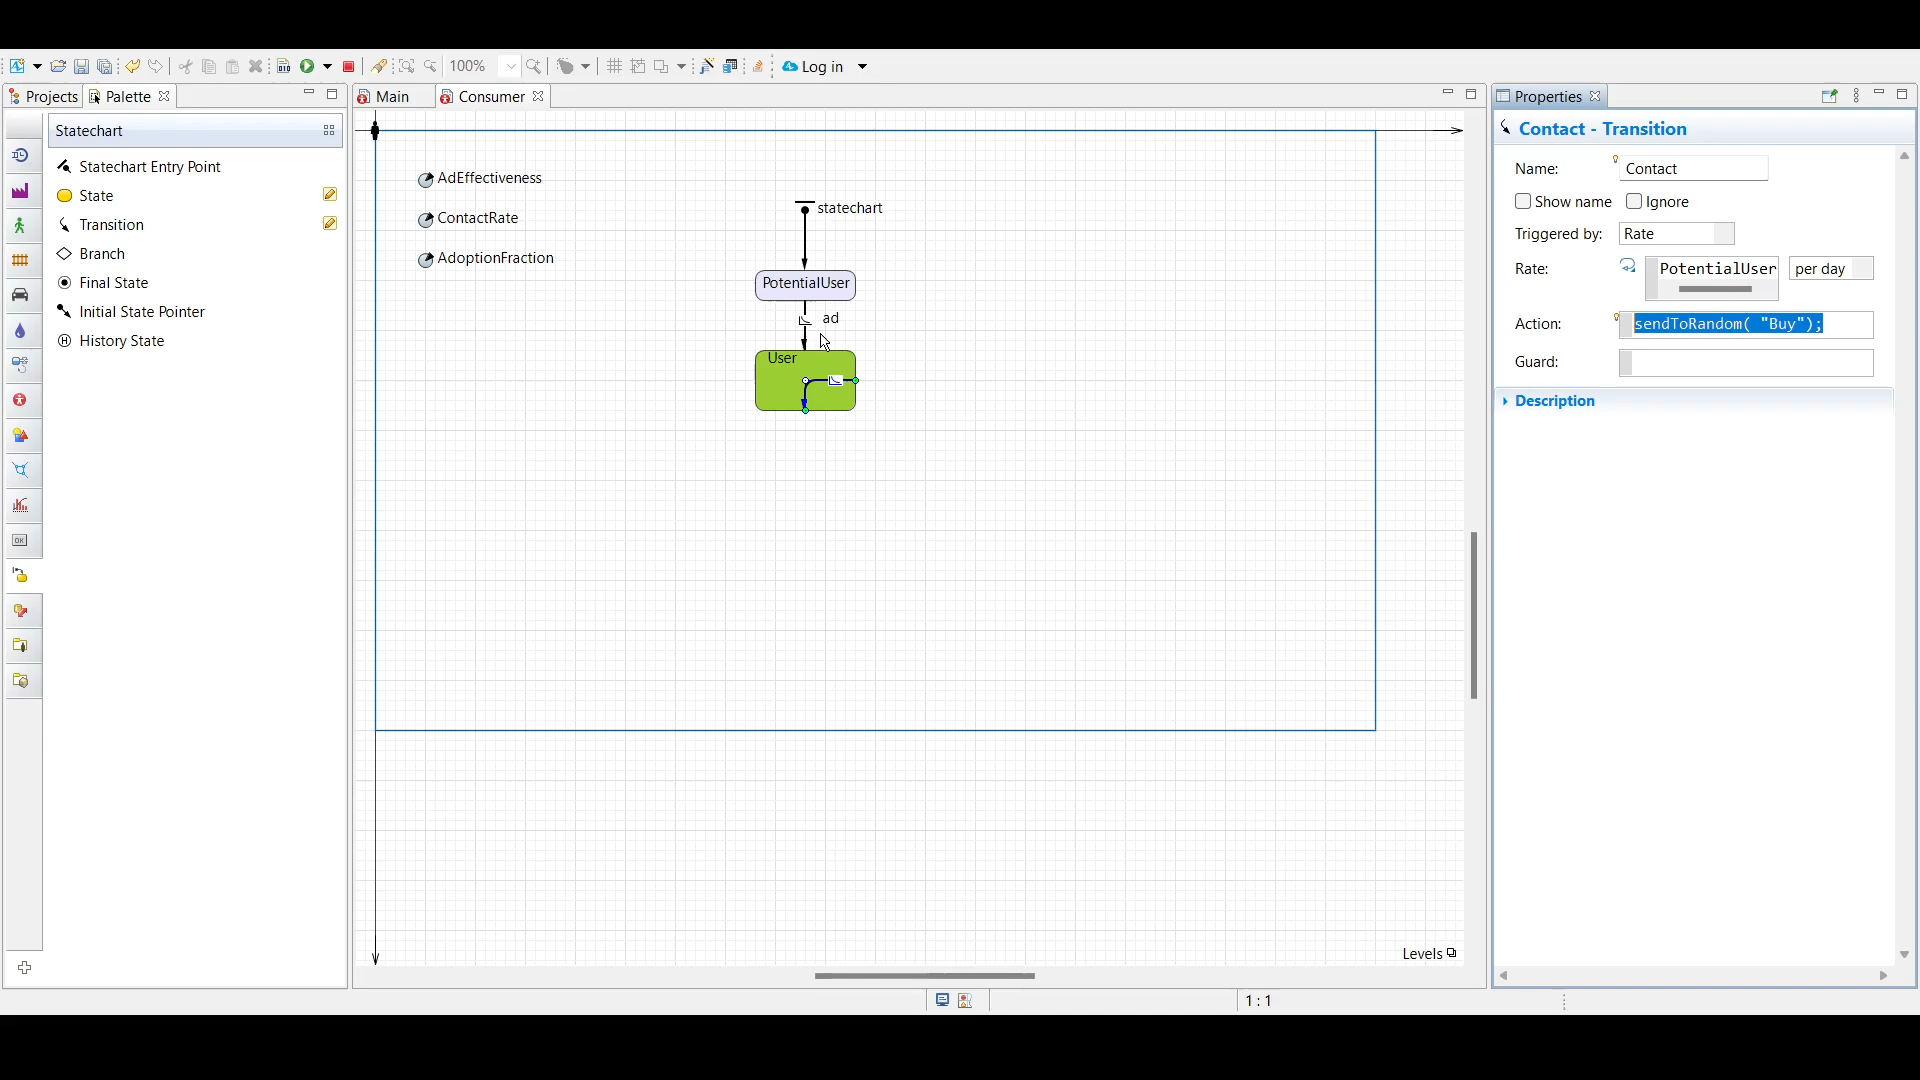 100%
Log in
Projects
Palette
Main
Consumer
Properties
Statechart
Contact - Transition
Statechart Entry Point
State
Transition
Branch
Final State
Initial State Pointer
History State
AdEffectiveness
ContactRate
AdoptionFraction
statechart
PotentialUser
ad
User
Name:
Contact
Show name
Ignore
Triggered by:
Rate
Rate:
PotentialUser
per day
Action:
sendToRandom( "Buy");
Guard:
Description
OK
Levels
1 : 1